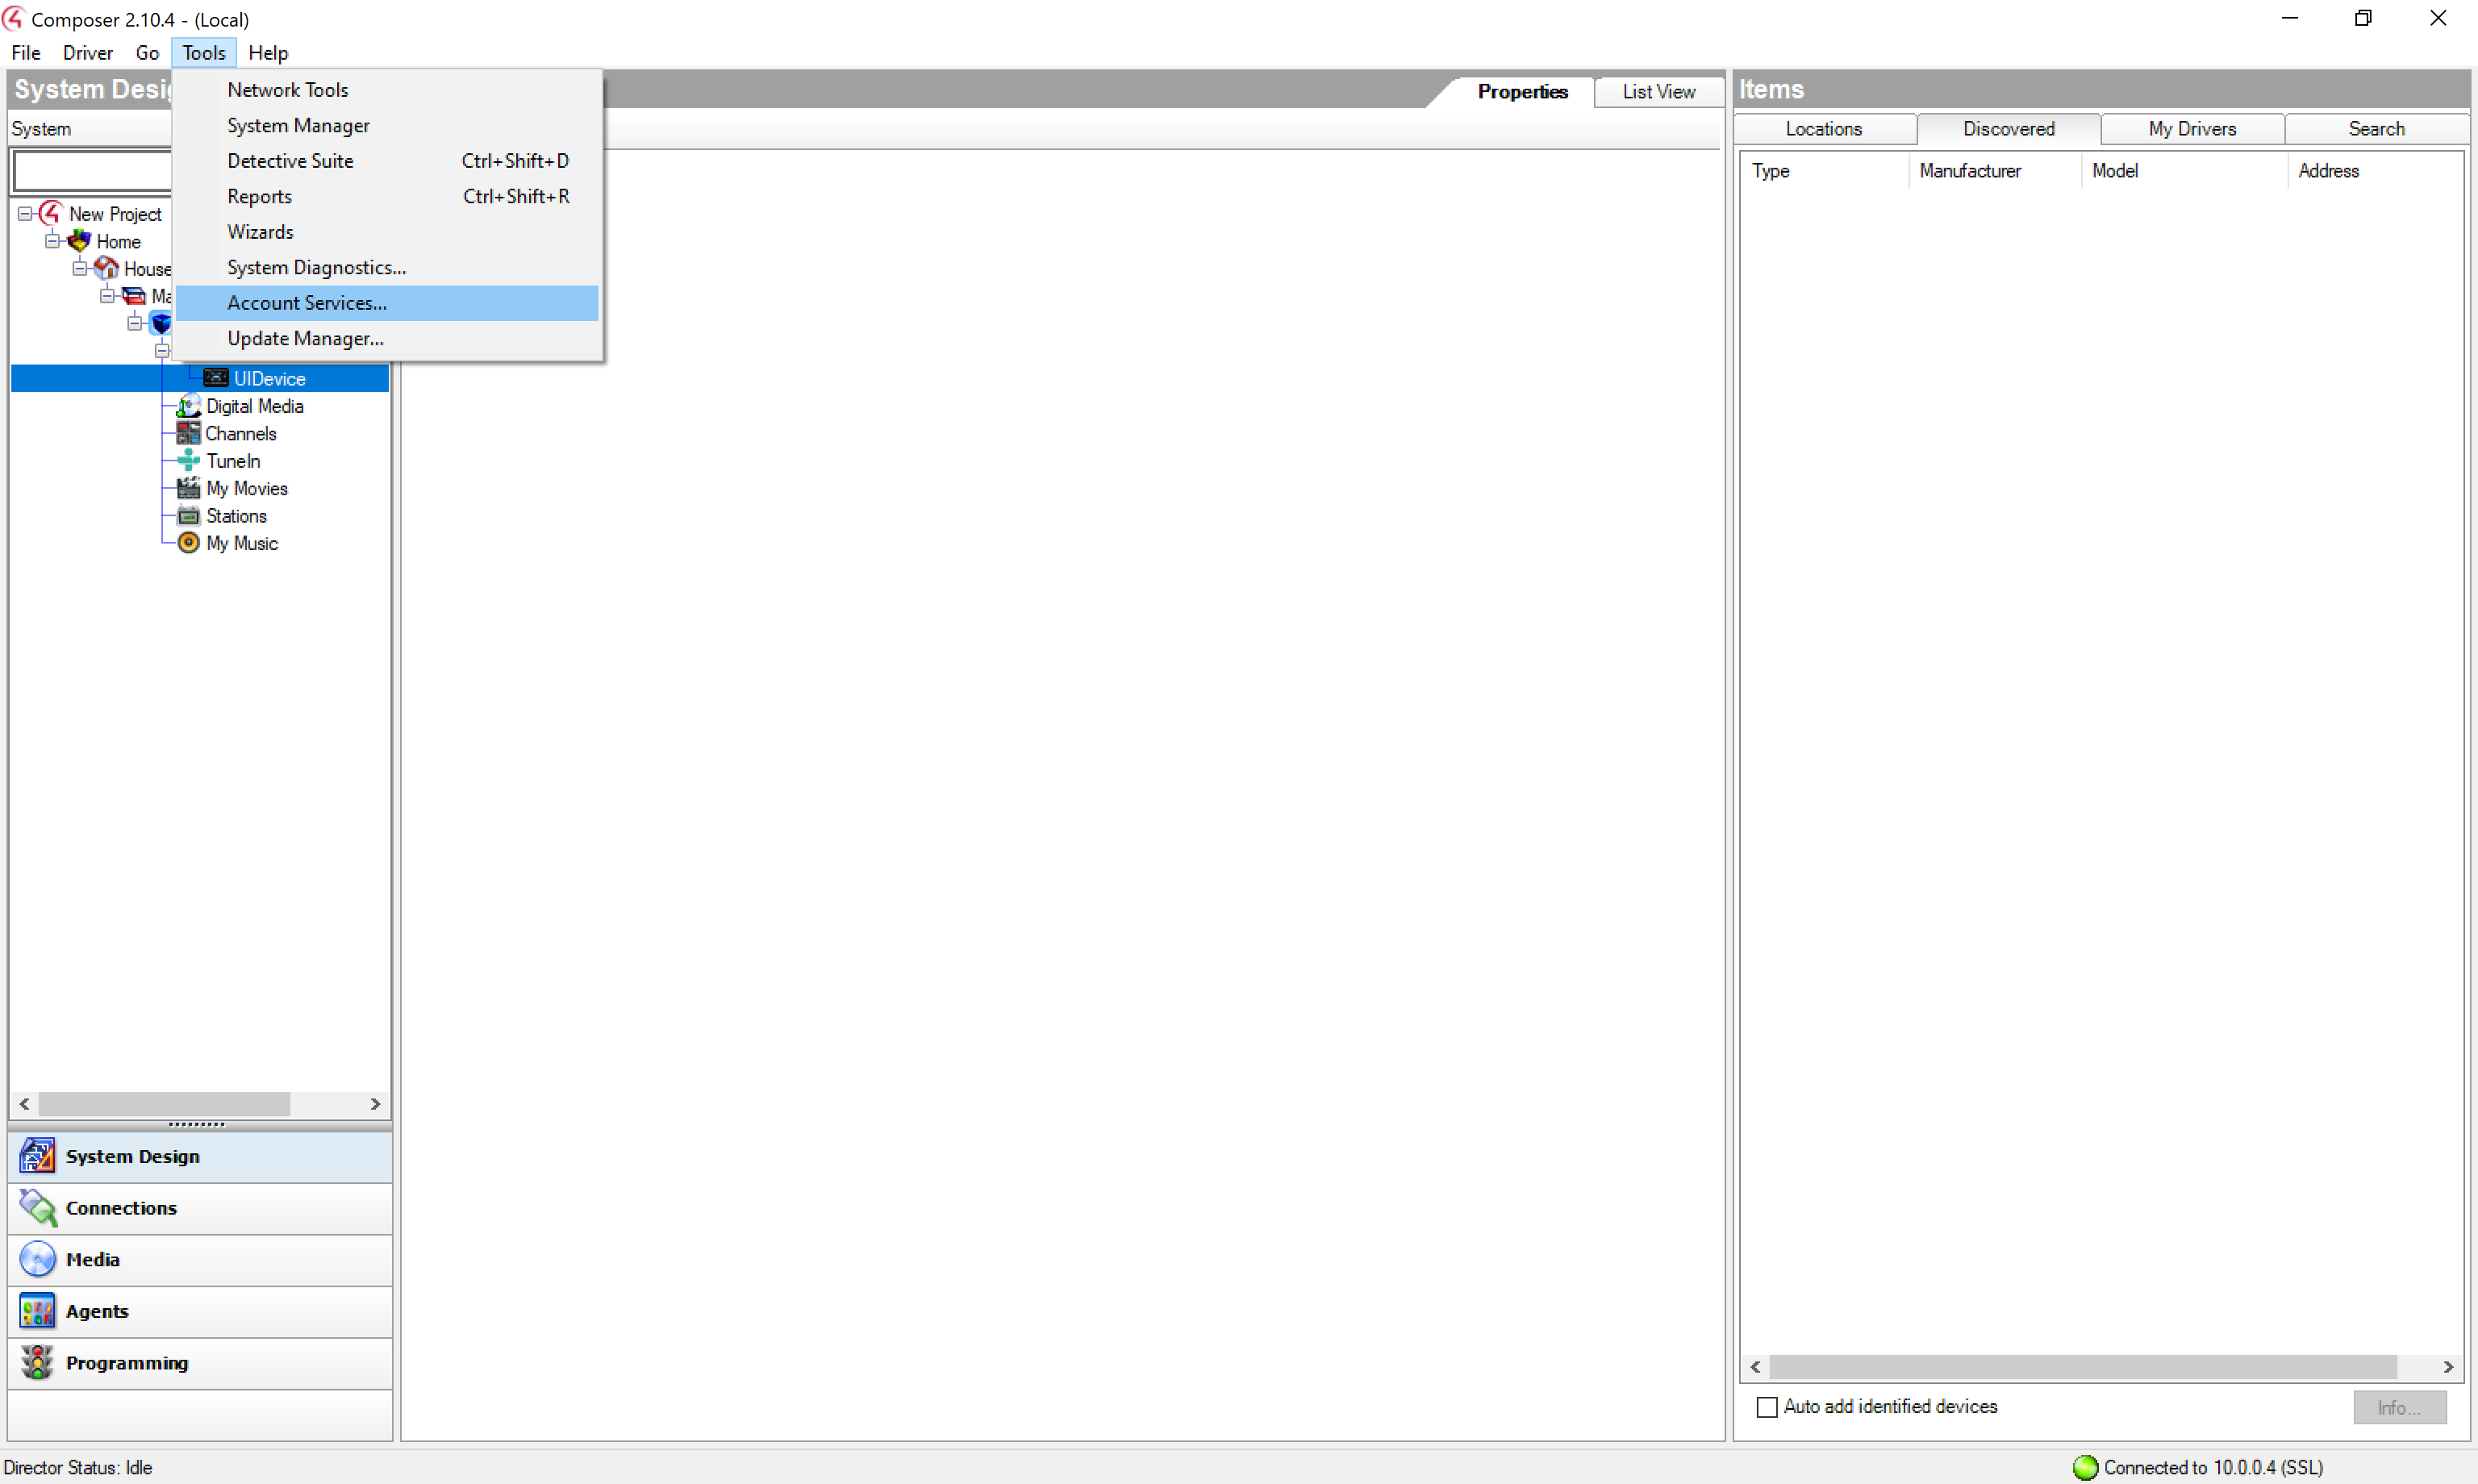 Composer 2.10.4 - (Local)
File Driver Go Tools Help
System Desig
Network Tools
System Manager
Detective Suite Ctrl+Shift+D
Reports Ctrl+Shift+R
Wizards
System Diagnostics...
Account Services...
Update Manager...
Properties List View
Items
System
Locations Discovered My Drivers Search
Type Manufacturer Model Address
New Project
Home
House
Ma
UIDevice
Digital Media
Channels
TuneIn
My Movies
Stations
My Music
System Design
Connections
Media
Agents
Programming
Auto add identified devices
Info...
Director Status: Idle
Connected to 10.0.0.4 (SSL)